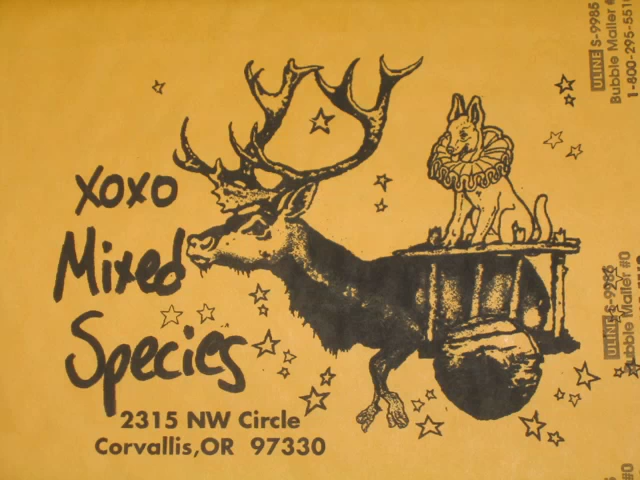 xoxo
Mixed
Species
2315 NW Circle
Corvallis,OR 97330
ULINE S-9985
Bubble Mailer #
1-800-295-551
ULINE S-9985
Bubble Mailer #0
#0